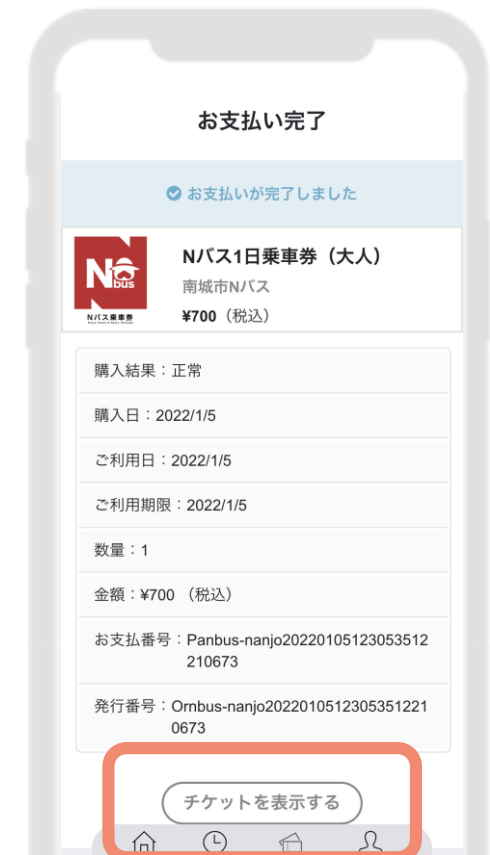 お支払い完了
お支払いが完了しました
N
bus
Nバス乗車券
Nバス1日乗車券（大人）
南城市Nバス
¥700（税込）
購入結果：正常
購入日：2022/1/5
ご利用日：2022/1/5
ご利用期限：2022/1/5
数量：1
金額：¥700 （税込）
お支払番号：Panbus-nanjo20220105123053512
210673
発行番号：Ornbus-nanjo2022010512305351221
0673
チケットを表示する